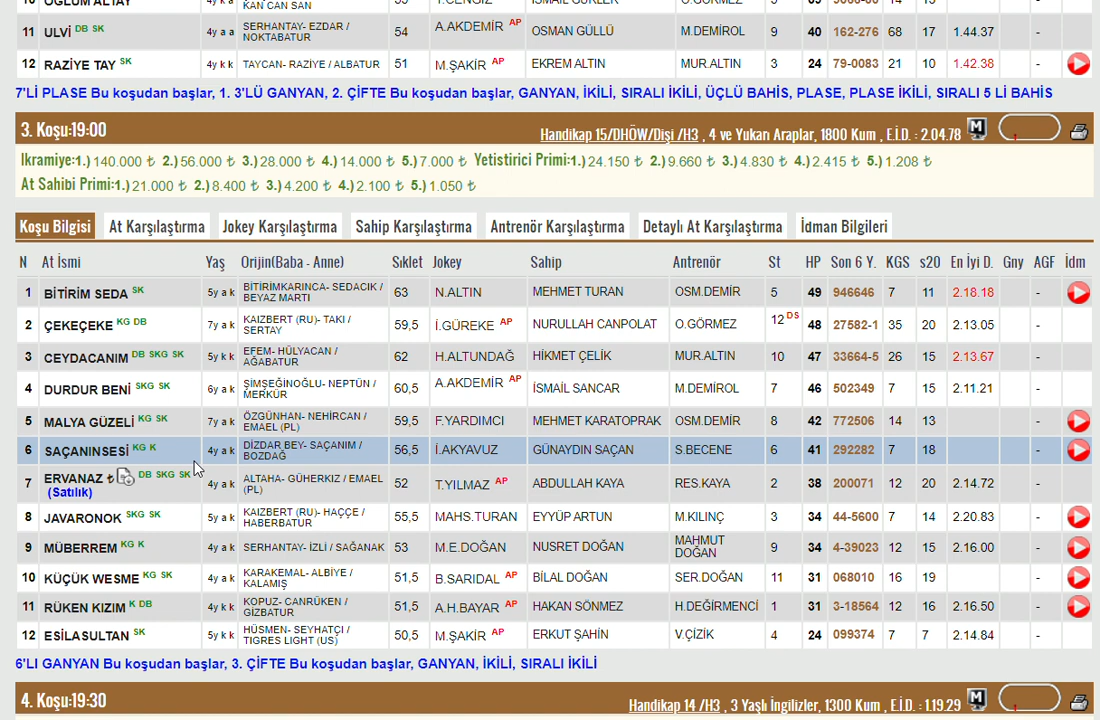 KAN CAN SAN
11 ULVİ DB SK 4y a a SERHANTAY- EZDAR / NOKTABATUR 54 A.AKDEMİR AP OSMAN GÜLLÜ M.DEMİROL 9 40 162-276 68 17 1.44.37 -
12 RAZİYE TAY SK 4y k k TAYCAN- RAZİYE / ALBATUR 51 M.ŞAKİR AP EKREM ALTIN MUR.ALTIN 3 24 79-0083 21 10 1.42.38 -
7'Lİ PLASE Bu koşudan başlar, 1. 3'LÜ GANYAN, 2. ÇİFTE Bu koşudan başlar, GANYAN, İKİLİ, SIRALI İKİLİ, ÜÇLÜ BAHİS, PLASE, PLASE İKİLİ, SIRALI 5 Lİ BAHİS
3. Koşu:19:00 Handikap 15/DHÖW/Dişi /H3 , 4 ve Yukarı Araplar, 1800 Kum , E.İ.D. : 2.04.78
Ikramiye:1.) 140.000 ₺ 2.) 56.000 ₺ 3.) 28.000 ₺ 4.) 14.000 ₺ 5.) 7.000 ₺ Yetistirici Primi:1.) 24.150 ₺ 2.) 9.660 ₺ 3.) 4.830 ₺ 4.) 2.415 ₺ 5.) 1.208 ₺
At Sahibi Primi:1.) 21.000 ₺ 2.) 8.400 ₺ 3.) 4.200 ₺ 4.) 2.100 ₺ 5.) 1.050 ₺
Koşu Bilgisi At Karşılaştırma Jokey Karşılaştırma Sahip Karşılaştırma Antrenör Karşılaştırma Detaylı At Karşılaştırma İdman Bilgileri
N At İsmi Yaş Orijin(Baba - Anne) Sıklet Jokey Sahip Antrenör St HP Son 6 Y. KGS s20 En İyi D. Gny AGF İdm
1 BİTİRİM SEDA SK 5y a k BİTİRİMKARINCA- SEDACIK / BEYAZ MARTI 63 N.ALTIN MEHMET TURAN OSM.DEMİR 5 49 946646 7 11 2.18.18 -
2 ÇEKEÇEKE KG DB 7y a k KAIZBERT (RU)- TAKI / SERTAY 59,5 İ.GÜREKE AP NURULLAH CANPOLAT O.GÖRMEZ 12 DS 48 27582-1 35 20 2.13.05 -
3 CEYDACANIM DB SKG SK 5y k k EFEM- HÜLYACAN / AĞABATUR 62 H.ALTUNDAĞ HİKMET ÇELİK MUR.ALTIN 10 47 33664-5 26 15 2.13.67 -
4 DURDUR BENİ SKG SK 6y a k ŞİMŞEĞİNOĞLU- NEPTÜN / MERKÜR 60,5 A.AKDEMİR AP İSMAİL SANCAR M.DEMİROL 7 46 502349 7 15 2.11.21 -
5 MALYA GÜZELİ KG SK 7y a k ÖZGÜNHAN- NEHİRCAN / EMAEL (PL) 59,5 F.YARDIMCI MEHMET KARATOPRAK OSM.DEMİR 8 42 772506 14 13 -
6 SAÇANINSESİ KG K 4y a k DİZDAR BEY- SAÇANIM / BOZDAĞ 56,5 İ.AKYAVUZ GÜNAYDIN SAÇAN S.BECENE 6 41 292282 7 18 -
7 ERVANAZ ₺ DB SKG SK (Satılık) 4y a k ALTAHA- GÜHERKIZ / EMAEL (PL) 52 T.YILMAZ AP ABDULLAH KAYA RES.KAYA 2 38 200071 12 20 2.14.72 -
8 JAVARONOK SKG SK 5y a k KAIZBERT (RU)- HAÇÇE / HABERBATUR 55,5 MAHS.TURAN EYYÜP ARTUN M.KILINÇ 3 34 44-5600 7 14 2.20.83 -
9 MÜBERREM KG K 4y a k SERHANTAY- İZLİ / SAĞANAK 53 M.E.DOĞAN NUSRET DOĞAN MAHMUT DOĞAN 9 34 4-39023 12 15 2.16.00 -
10 KÜÇÜK WESME KG SK 4y a k KARAKEMAL- ALBİYE / KALAMIŞ 51,5 B.SARIDAL AP BİLAL DOĞAN SER.DOĞAN 11 31 068010 16 19 -
11 RÜKEN KIZIM K DB 4y k k KOPUZ- CANRÜKEN / GİZBATUR 51,5 A.H.BAYAR AP HAKAN SÖNMEZ H.DEĞİRMENCİ 1 31 3-18564 12 16 2.16.50 -
12 ESİLASULTAN SK 5y k k HÜSMEN- SEYHATÇI / TIGRES LIGHT (US) 50,5 M.ŞAKİR AP ERKUT ŞAHİN V.ÇİZİK 4 24 099374 7 7 2.14.84 -
6'LI GANYAN Bu koşudan başlar, 3. ÇİFTE Bu koşudan başlar, GANYAN, İKİLİ, SIRALI İKİLİ
4. Koşu:19:30 Handikap 14 /H3 , 3 Yaşlı İngilizler, 1300 Kum , E.İ.D. : 1.19.29